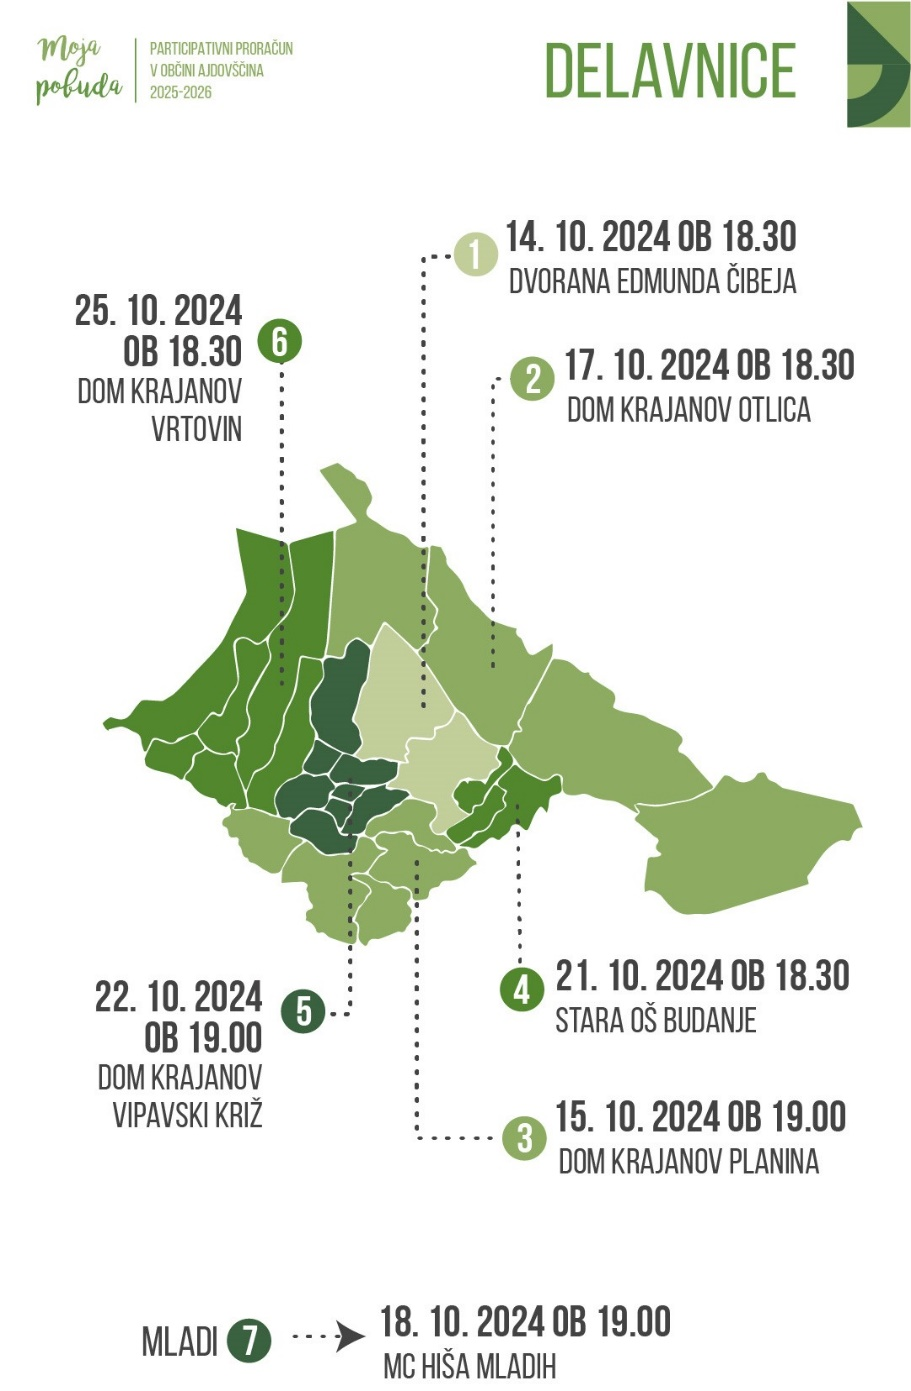 Moja
pobuda
PARTICIPATIVNI PRORAČUN
V OBČINI AJDOVŠČINA
2025-2026
DELAVNICE
1
14. 10. 2024 OB 18.30
DVORANA EDMUNDA ČIBEJA
25. 10. 2024
OB 18.30
DOM KRAJANOV
VRTOVIN
6
2
17. 10. 2024 OB 18.30
DOM KRAJANOV OTLICA
22. 10. 2024
OB 19.00
DOM KRAJANOV
VIPAVSKI KRIŽ
5
4
21. 10. 2024 OB 18.30
STARA OŠ BUDANJE
3
15. 10. 2024 OB 19.00
DOM KRAJANOV PLANINA
MLADI 7
18. 10. 2024 OB 19.00
MC HIŠA MLADIH